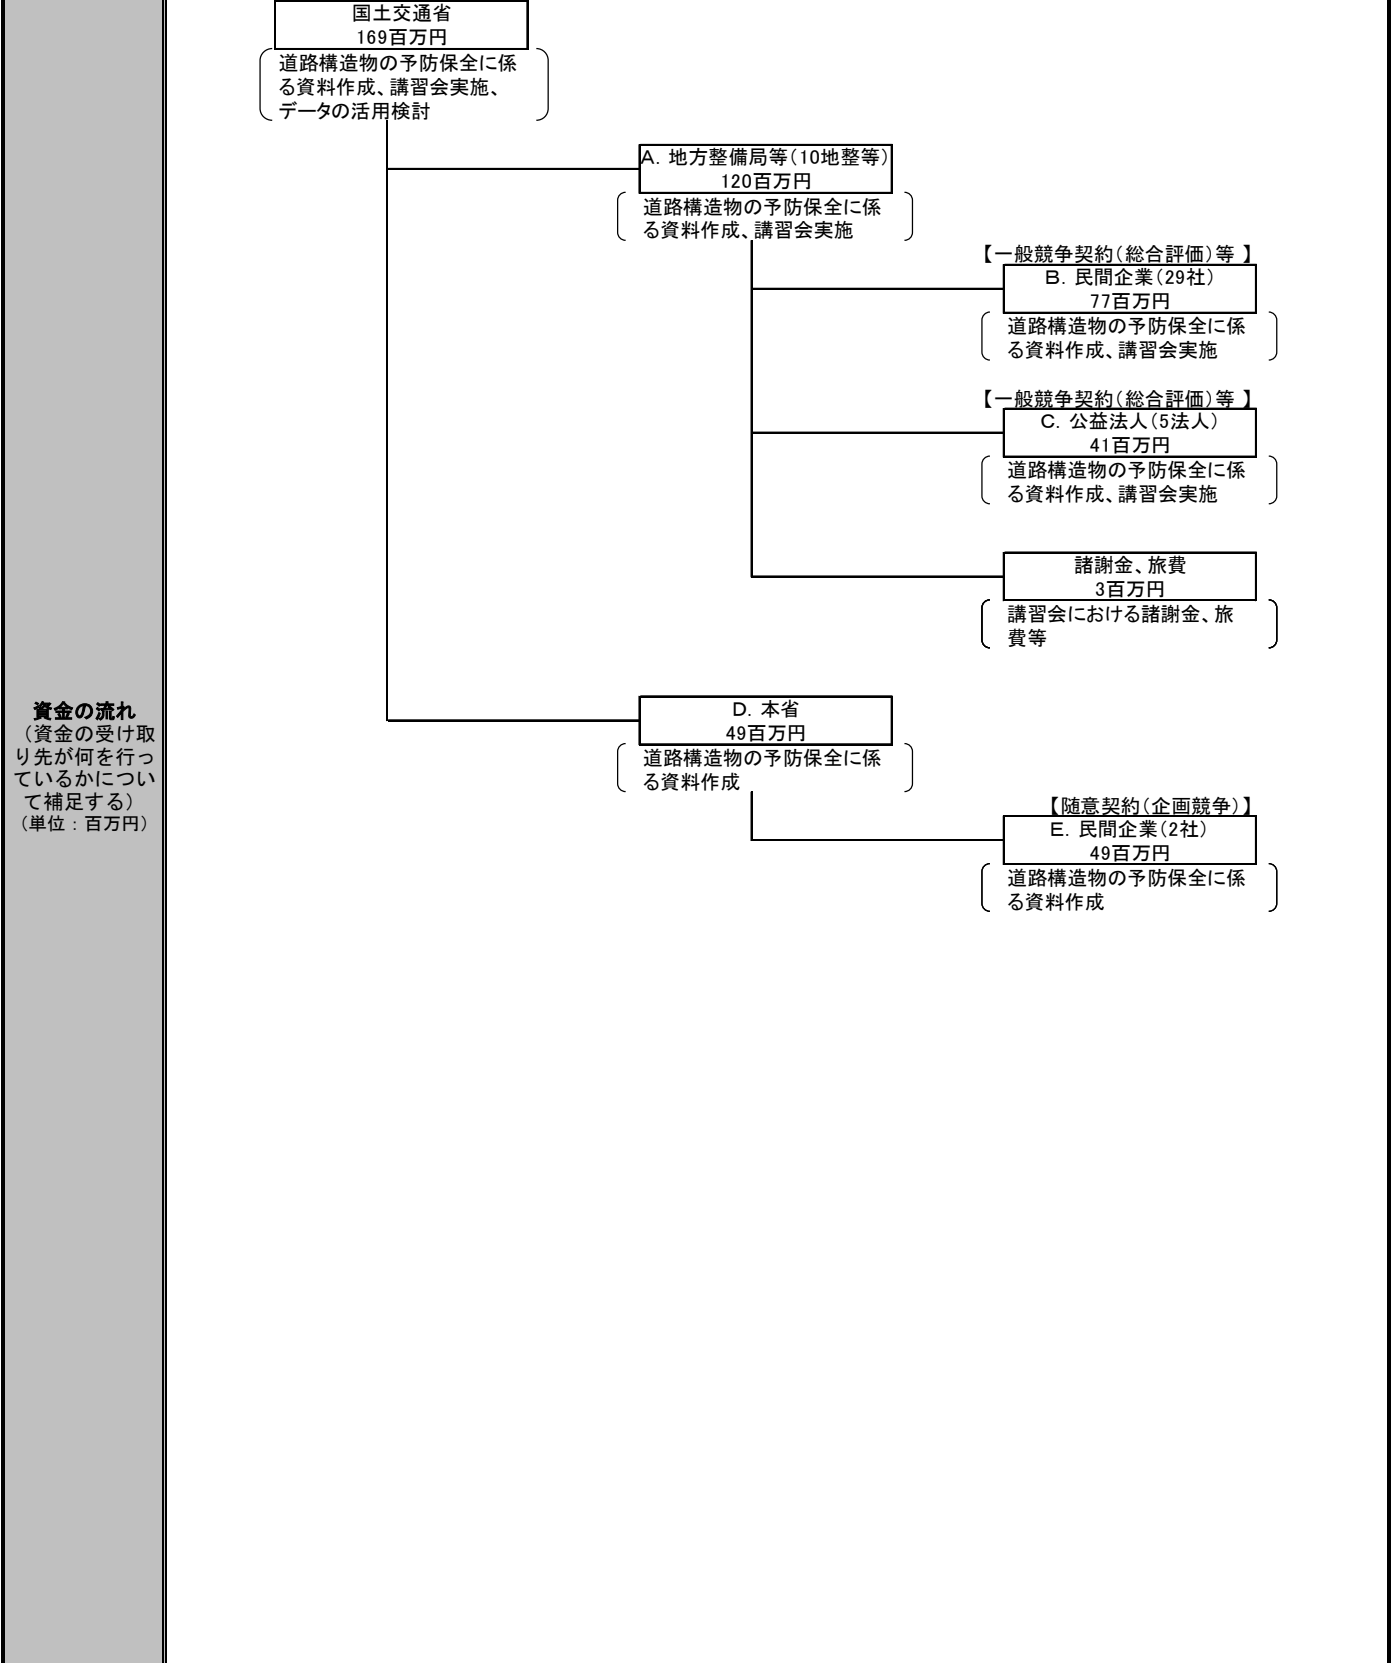 国土交通省
169百万円
道路構造物の予防保全に係
る資料作成、講習会実施、
データの活用検討
A．地方整備局等（10地整等）
120百万円
道路構造物の予防保全に係
る資料作成、講習会実施
【一般競争契約（総合評価）等 】
B．民間企業（29社）
77百万円
道路構造物の予防保全に係
る資料作成、講習会実施
【一般競争契約（総合評価）等 】
C．公益法人（5法人）
41百万円
道路構造物の予防保全に係
る資料作成、講習会実施
諸謝金、旅費
3百万円
講習会における諸謝金、旅
費等
資金の流れ
（資金の受け取
り先が何を行っ
ているかについ
て補足する）
（単位：百万円）
D．本省
49百万円
道路構造物の予防保全に係
る資料作成
【随意契約（企画競争）】
E．民間企業（2社）
49百万円
道路構造物の予防保全に係
る資料作成